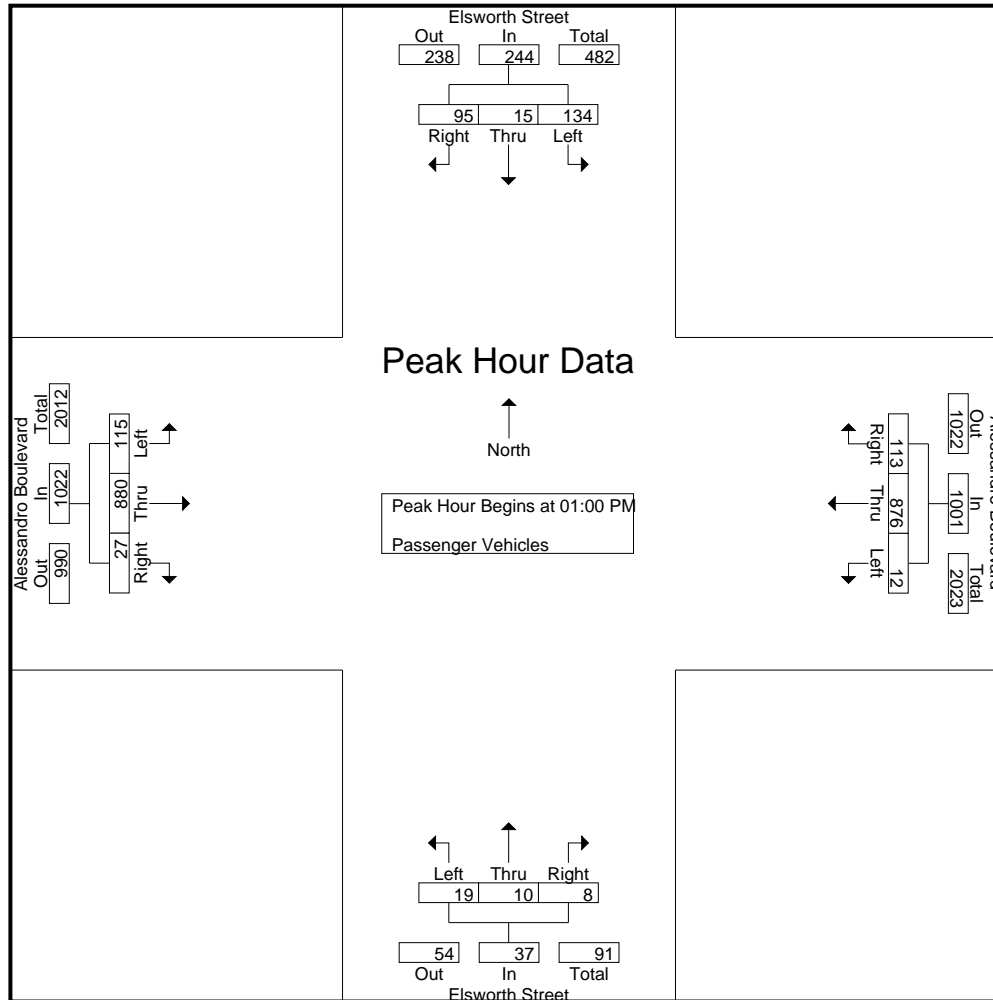 Elsworth Street
Out In Total
238 244 482
95 15 134
Right Thru Left
Peak Hour Data
North
Peak Hour Begins at 01:00 PM
Passenger Vehicles
Alessandro Boulevard
Total In Out
2012 1022 990
115 880 27
Left Thru Right
Right Thru Left
113 876 12
Out In Total
1022 1001 2023
Left Thru Right
19 10 8
54 37 91
Out In Total
Elsworth Street